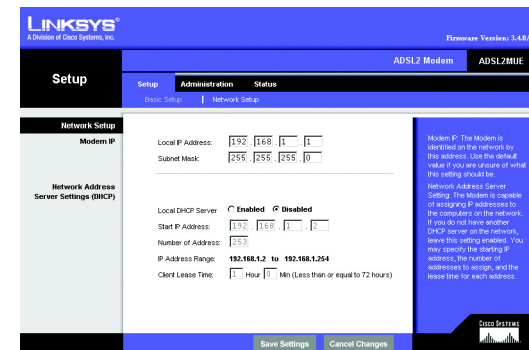 LINKSYS®
A Division of Cisco Systems, Inc.
Firmware Version: 3.4.0/
ADSL2 Modem ADSL2MUE
Setup
Setup Administration Status
Basic Setup | Network Setup
Network Setup
Modem IP
Local IP Address: 192 . 168 . 1 . 1
Subnet Mask: 255 . 255 . 255 . 0
Network Address
Server Settings (DHCP)
Local DHCP Server Enabled Disabled
Start IP Address: 192 . 168 . 1 . 2
Number of Address: 253
IP Address Range: 192.168.1.2 to 192.168.1.254
Client Lease Time: 1 Hour 0 Min (Less than or equal to 72 hours)
Modem IP: The Modem is
identified on the network by
this address. Use the default
value if you are unsure of what
this setting should be.
Network Address Server
Setting: The Modem is capable
of assigning IP addresses to
the computers on the network.
If you do not have another
DHCP server on the network,
leave this setting enabled. You
may specify the starting IP
address, the number of
addresses to assign, and the
lease time for each address.
Save Settings Cancel Changes
CISCO SYSTEMS